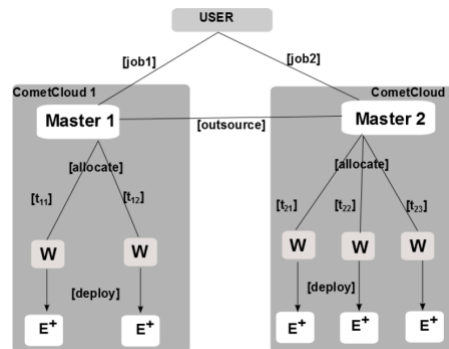 USER
[job1] [job2]
CometCloud 1 CometCloud
Master 1 Master 2
[outsource]
[allocate] [allocate]
[t11] [t12] [t21] [t22] [t23]
W W W W W
[deploy] [deploy]
E+ E+ E+ E+ E+